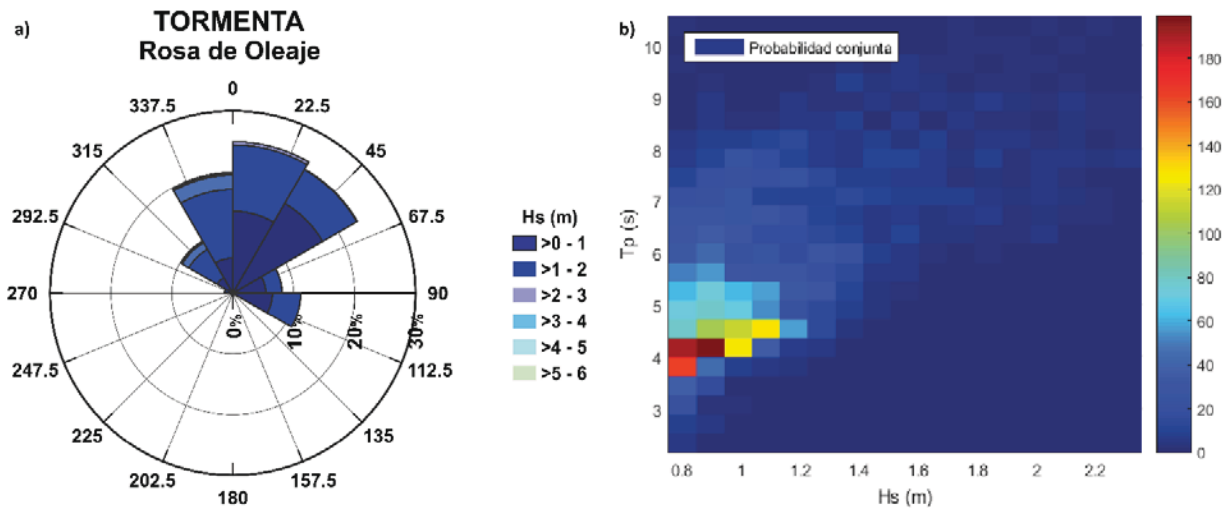 a)
TORMENTA
Rosa de Oleaje
0
22.5
45
67.5
90
112.5
135
157.5
180
202.5
225
247.5
270
292.5
315
337.5
0%
10%
20%
30%
Hs (m)
>0 - 1
>1 - 2
>2 - 3
>3 - 4
>4 - 5
>5 - 6
b)
Probabilidad conjunta
Tp (s)
10
9
8
7
6
5
4
3
0.8 1 1.2 1.4 1.6 1.8 2 2.2
Hs (m)
180
160
140
120
100
80
60
40
20
0